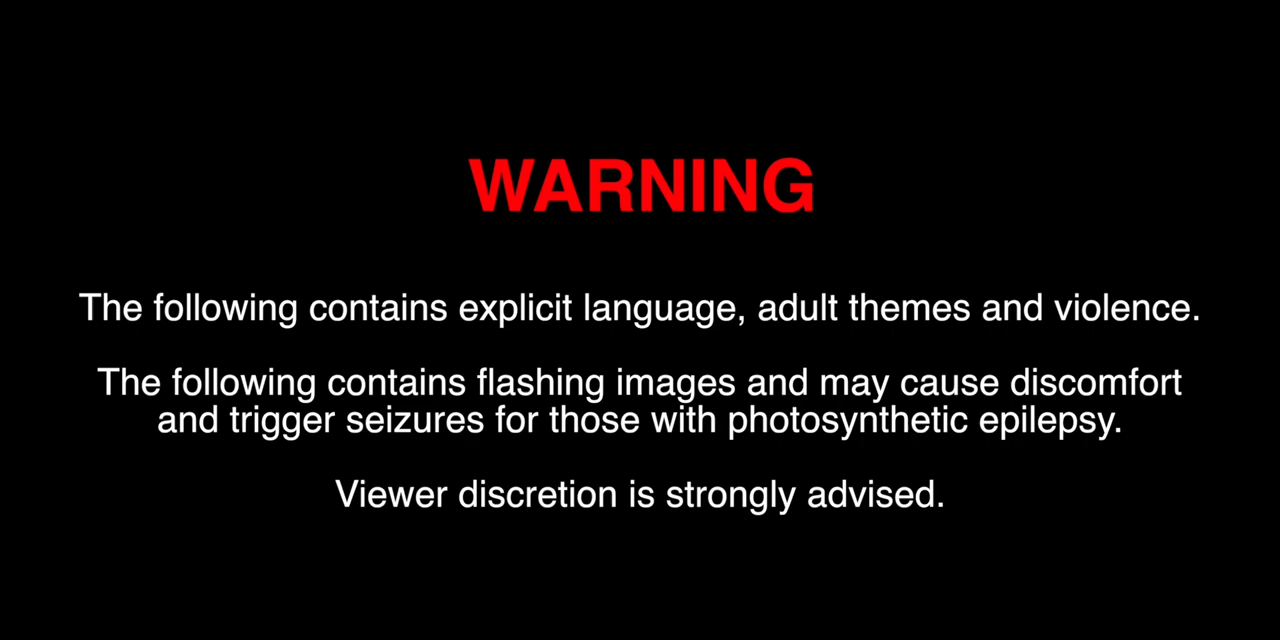 WARNING
The following contains explicit language, adult themes and violence.
The following contains flashing images and may cause discomfort
and trigger seizures for those with photosynthetic epilepsy.
Viewer discretion is strongly advised.